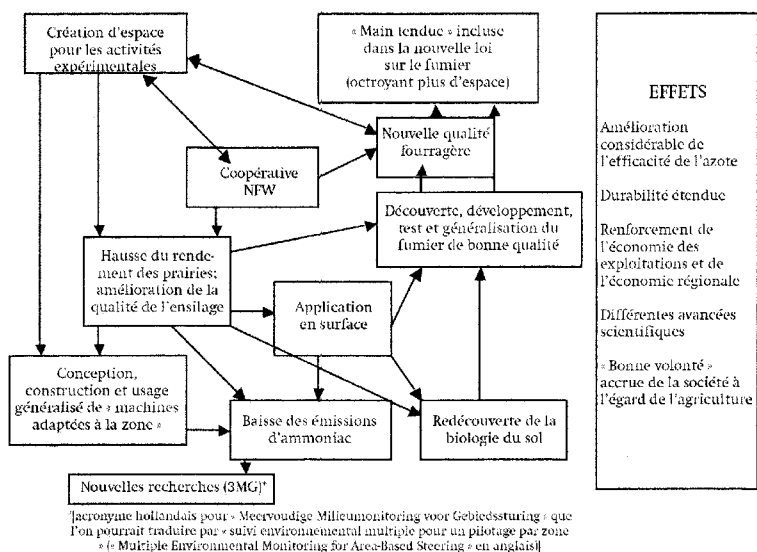 Création d'espace
pour les activités
expérimentales
« Main tendue » incluse
dans la nouvelle loi
sur le fumier
(octroyant plus d'espace)
Nouvelle qualité
fourragère
Coopérative
NFW
Découverte, développement,
test et généralisation du
fumier de bonne qualité
Hausse du rende-
ment des prairies;
amélioration de la
qualité de l'ensilage
Application
en surface
Conception,
construction et usage
généralisé de « machines
adaptées à la zone »
Baisse des émissions
d'ammoniac
Redécouverte de la
biologie du sol
Nouvelles recherches (3MG)*
EFFETS
Amélioration
considérable de
l'efficacité de l'azote
Durabilité étendue
Renforcement de
l'économie des
exploitations et de
l'économie régionale
Différentes avancées
scientifiques
« Bonne volonté »
accrue de la société à
l'égard de l'agriculture
*[acronyme hollandais pour « Meervoudige Milieumonitoring voor Gebiedssturing » que
l'on pourrait traduire par « suivi environnemental multiple pour un pilotage par zone
» (« Multiple Environmental Monitoring for Area-Based Steering » en anglais)]